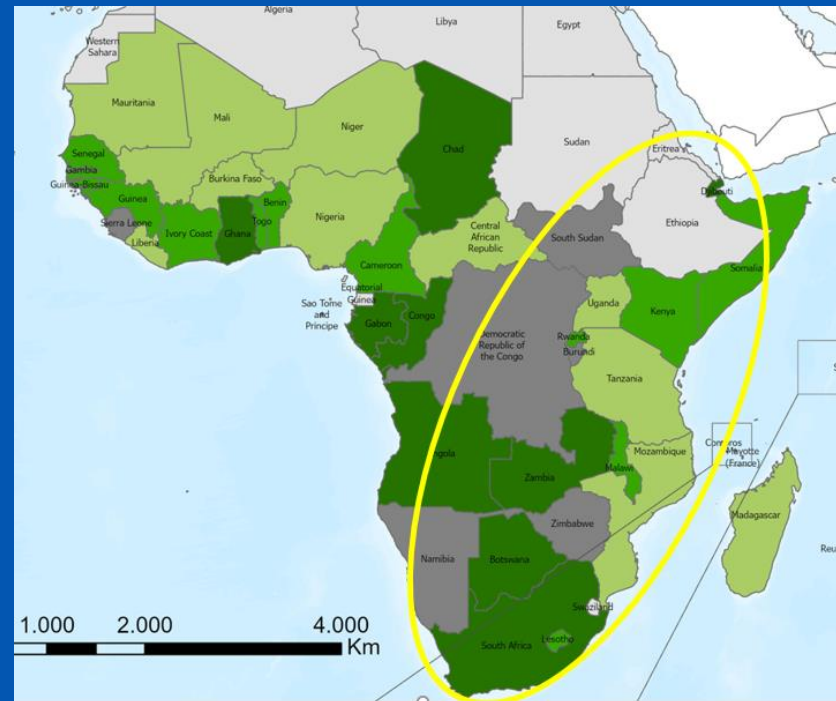 Algeria
Libya
Egypt
Western
Sahara
Mauritania
Mali
Niger
Chad
Sudan
Eritrea
Senegal
Gambia
Guinea-Bissau
Guinea
Burkina Faso
Benin
Djibouti
Sierra Leone
Ivory Coast
Ghana
Togo
Nigeria
Liberia
Central
African
Republic
South Sudan
Ethiopia
Somalia
Cameroon
Equatorial
Guinea
Sao Tome
and
Principe
Gabon
Congo
Democratic
Republic of
the Congo
Uganda
Kenya
Rwanda
Burundi
Tanzania
Comoros
Mayotte
(France)
Angola
Zambia
Malawi
Mozambique
Madagascar
Zimbabwe
Namibia
Botswana
Swaziland
Lesotho
South Africa
1.000 2.000 4.000
Km